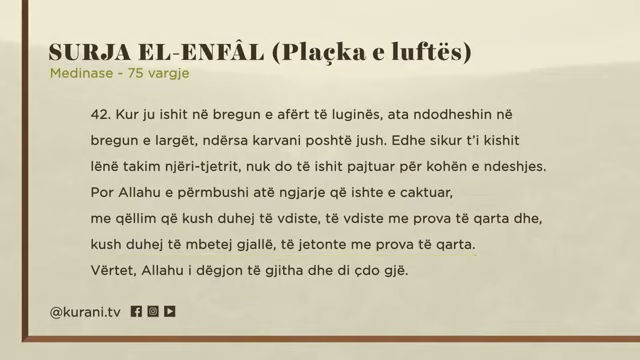 SURJA EL-ENFÂL (Plaçka e luftës)
Medinase - 75 vargje
42. Kur ju ishit në bregun e afërt të luginës, ata ndodheshin në
bregun e largët, ndërsa karvani poshtë jush. Edhe sikur t'i kishit
lënë takim njëri-tjetrit, nuk do të ishit pajtuar për kohën e ndeshjes.
Por Allahu e përmbushi atë ngjarje që ishte e caktuar,
me qëllim që kush duhej të vdiste, të vdiste me prova të qarta dhe,
kush duhej të mbetej gjallë, të jetonte me prova të qarta.
Vërtet, Allahu i dëgjon të gjitha dhe di çdo gjë.
@kurani.tv